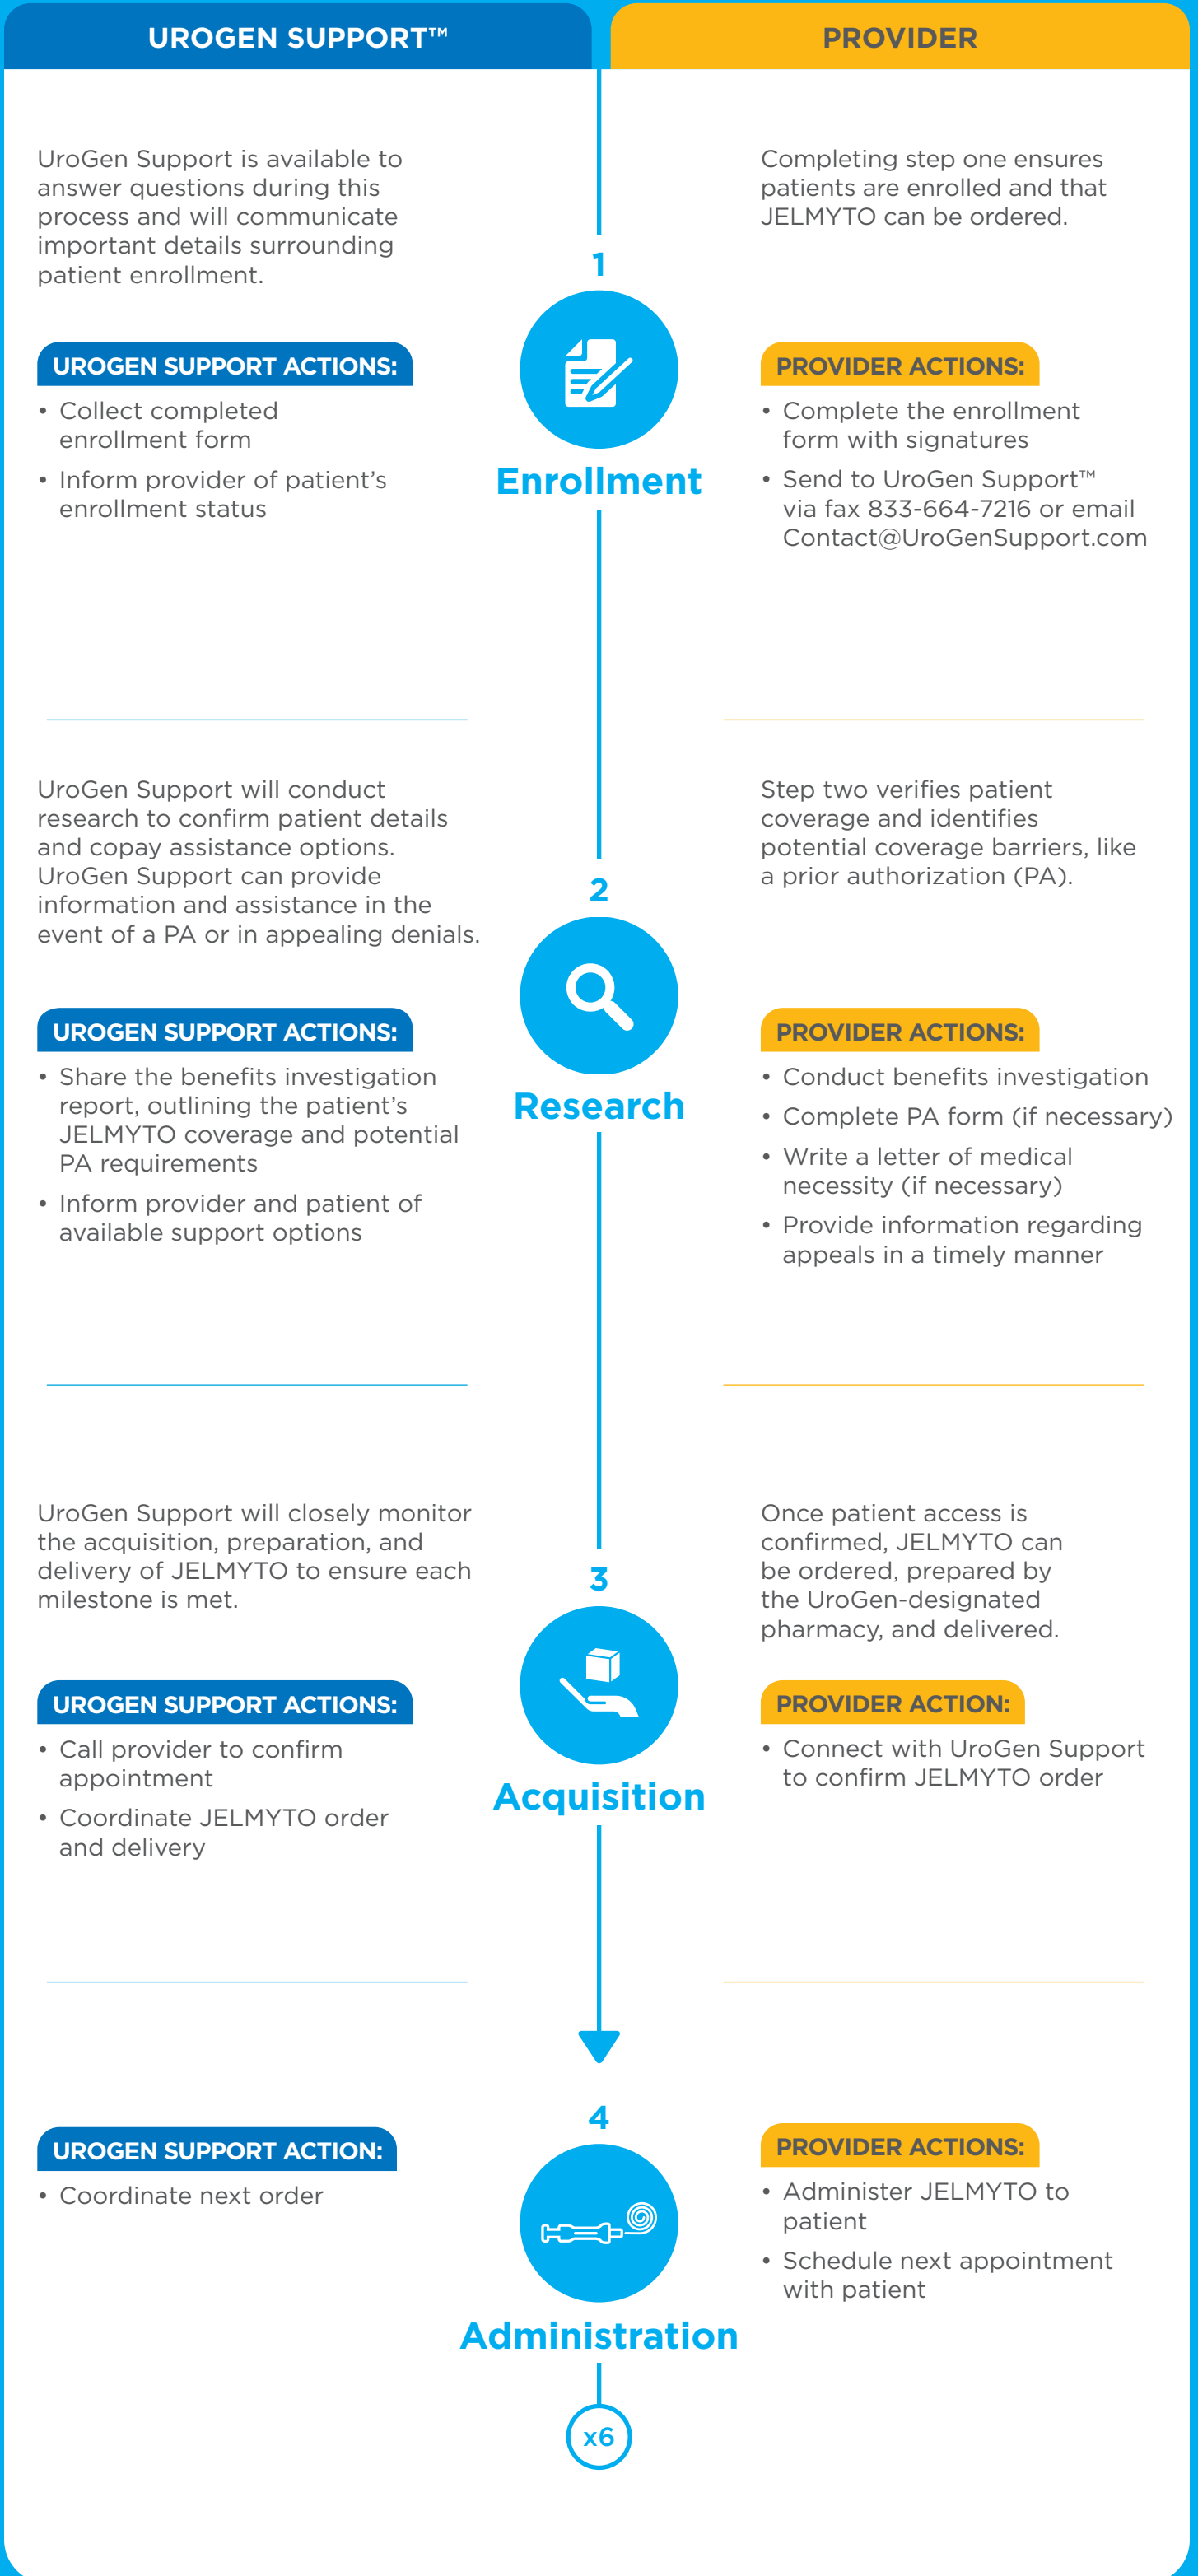 UROGEN SUPPORT™
PROVIDER
UroGen Support is available to
answer questions during this
process and will communicate
important details surrounding
patient enrollment.
Completing step one ensures
patients are enrolled and that
JELMYTO can be ordered.
1
Enrollment
UROGEN SUPPORT ACTIONS:
• Collect completed
enrollment form
• Inform provider of patient’s
enrollment status
PROVIDER ACTIONS:
• Complete the enrollment
form with signatures
• Send to UroGen Support™
via fax 833-664-7216 or email
Contact@UroGenSupport.com
UroGen Support will conduct
research to confirm patient details
and copay assistance options.
UroGen Support can provide
information and assistance in the
event of a PA or in appealing denials.
Step two verifies patient
coverage and identifies
potential coverage barriers, like
a prior authorization (PA).
2
Research
UROGEN SUPPORT ACTIONS:
• Share the benefits investigation
report, outlining the patient’s
JELMYTO coverage and potential
PA requirements
• Inform provider and patient of
available support options
PROVIDER ACTIONS:
• Conduct benefits investigation
• Complete PA form (if necessary)
• Write a letter of medical
necessity (if necessary)
• Provide information regarding
appeals in a timely manner
UroGen Support will closely monitor
the acquisition, preparation, and
delivery of JELMYTO to ensure each
milestone is met.
Once patient access is
confirmed, JELMYTO can
be ordered, prepared by
the UroGen-designated
pharmacy, and delivered.
3
Acquisition
UROGEN SUPPORT ACTIONS:
• Call provider to confirm
appointment
• Coordinate JELMYTO order
and delivery
PROVIDER ACTION:
• Connect with UroGen Support
to confirm JELMYTO order
4
Administration
UROGEN SUPPORT ACTION:
• Coordinate next order
PROVIDER ACTIONS:
• Administer JELMYTO to
patient
• Schedule next appointment
with patient
x6